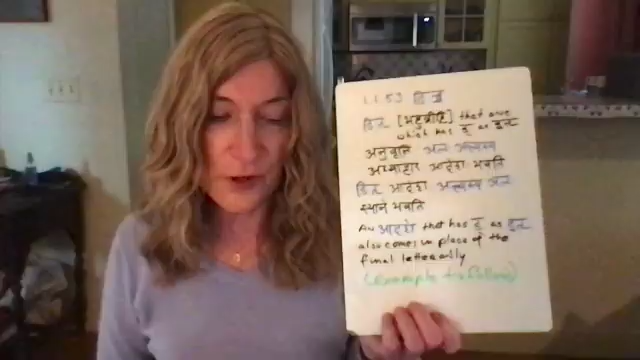 1.1.53 ङिच्च
ङित् [बहुव्रीहि] that one
which has ङ् as इत्
अनुवृत्ति अलः अन्त्यस्य
अध्याहार आदेशः भवति
ङित् आदेशः अन्त्यस्य अलः
स्थाने भवति
An आदेश that has ङ् as इत्
also comes in place of the
final letter only
(example to follow)